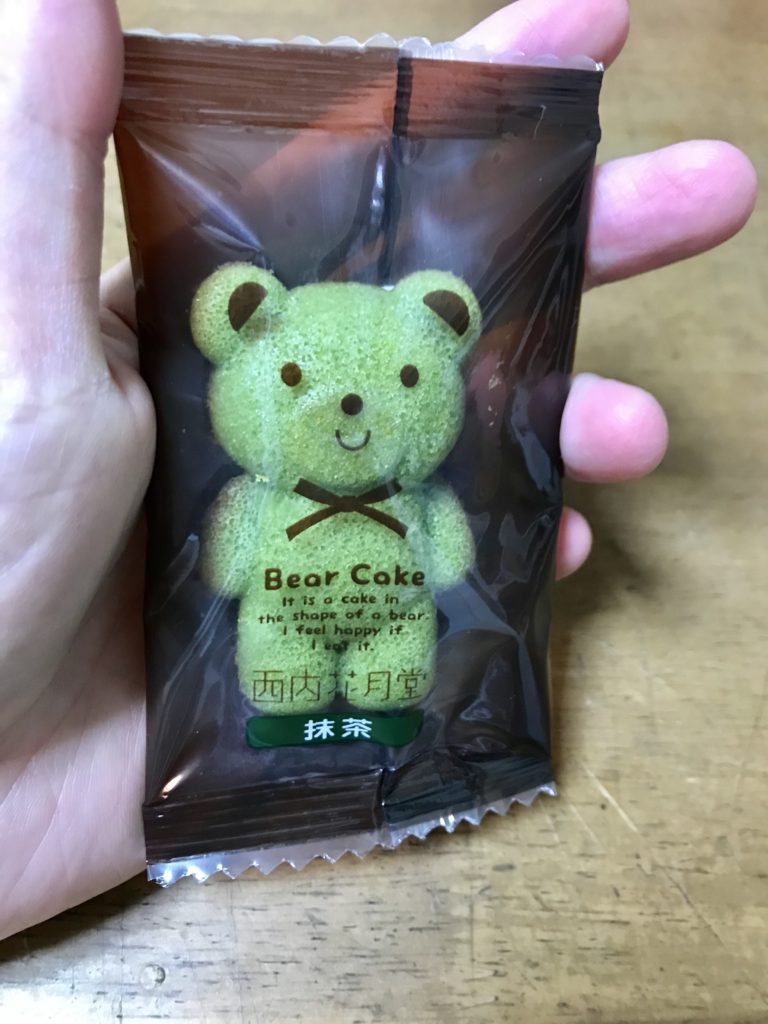 Bear Cake
It is a cake in
the shape of a bear.
I feel happy if
I eat it.
西内花月堂
抹茶